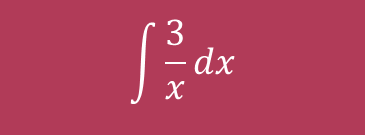 ∫ 3/x dx